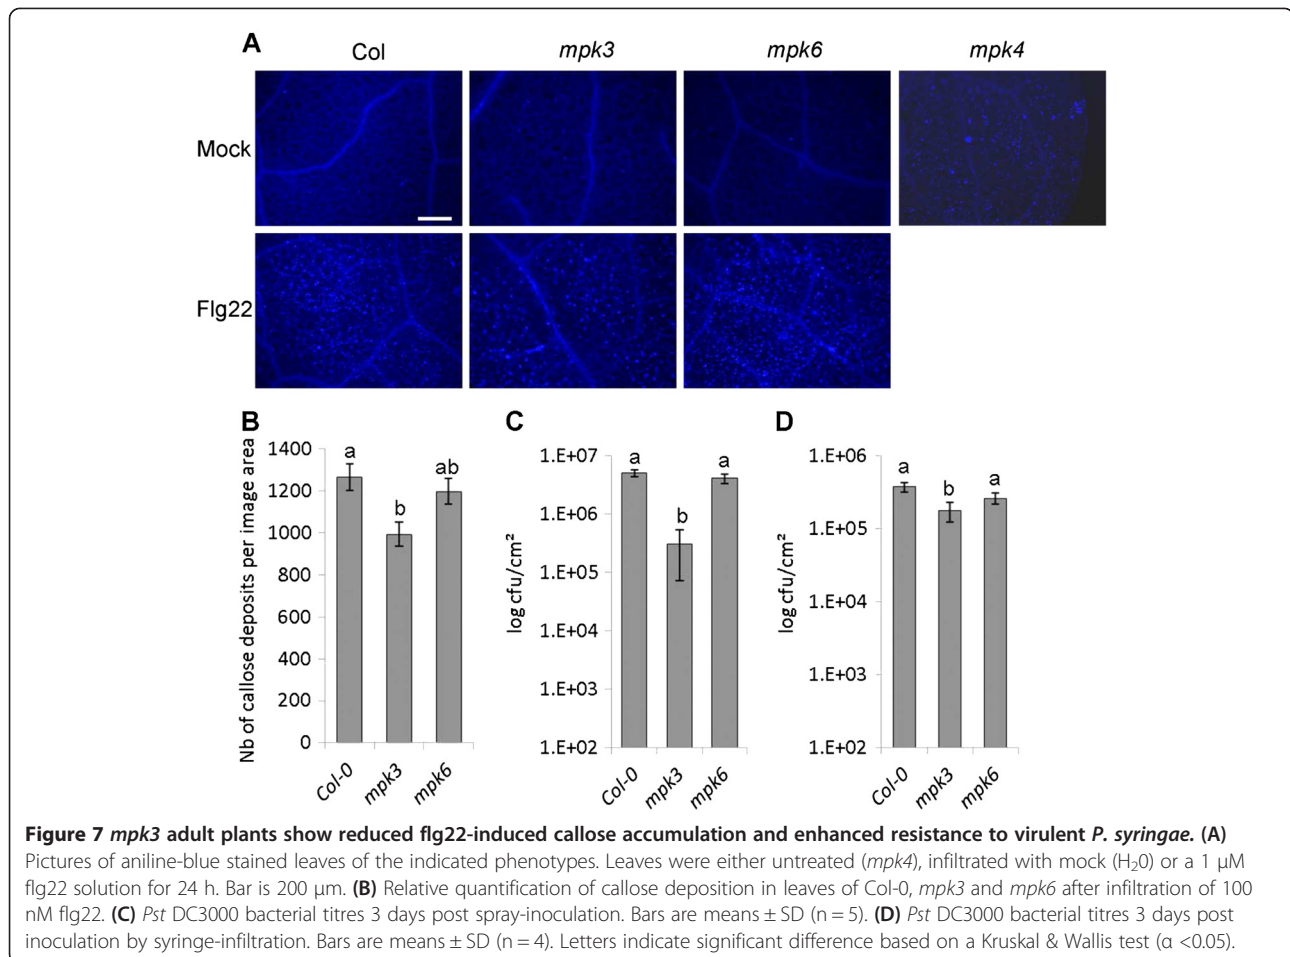 A
Col mpk3 mpk6 mpk4
Mock
Flg22
B C D
Nb of callose deposits per image area
1400
1200
1000
800
600
400
200
0
a b ab
Col-0 mpk3 mpk6
log cfu/cm²
1.E+07
1.E+06
1.E+05
1.E+04
1.E+03
1.E+02
a b a
Col-0 mpk3 mpk6
log cfu/cm²
1.E+06
1.E+05
1.E+04
1.E+03
1.E+02
a b a
Col-0 mpk3 mpk6
Figure 7 mpk3 adult plants show reduced flg22-induced callose accumulation and enhanced resistance to virulent P. syringae. (A)
Pictures of aniline-blue stained leaves of the indicated phenotypes. Leaves were either untreated (mpk4), infiltrated with mock (H₂0) or a 1 μM
flg22 solution for 24 h. Bar is 200 μm. (B) Relative quantification of callose deposition in leaves of Col-0, mpk3 and mpk6 after infiltration of 100
nM flg22. (C) Pst DC3000 bacterial titres 3 days post spray-inoculation. Bars are means ± SD (n = 5). (D) Pst DC3000 bacterial titres 3 days post
inoculation by syringe-infiltration. Bars are means ± SD (n = 4). Letters indicate significant difference based on a Kruskal & Wallis test (α <0.05).